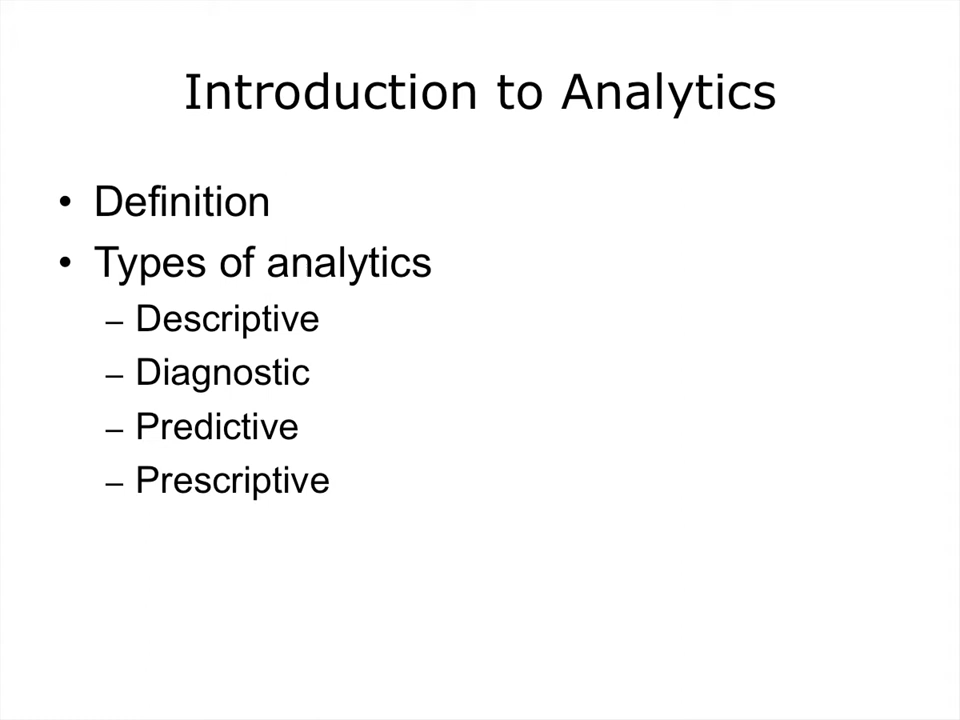 Introduction to Analytics
• Definition
• Types of analytics
– Descriptive
– Diagnostic
– Predictive
– Prescriptive